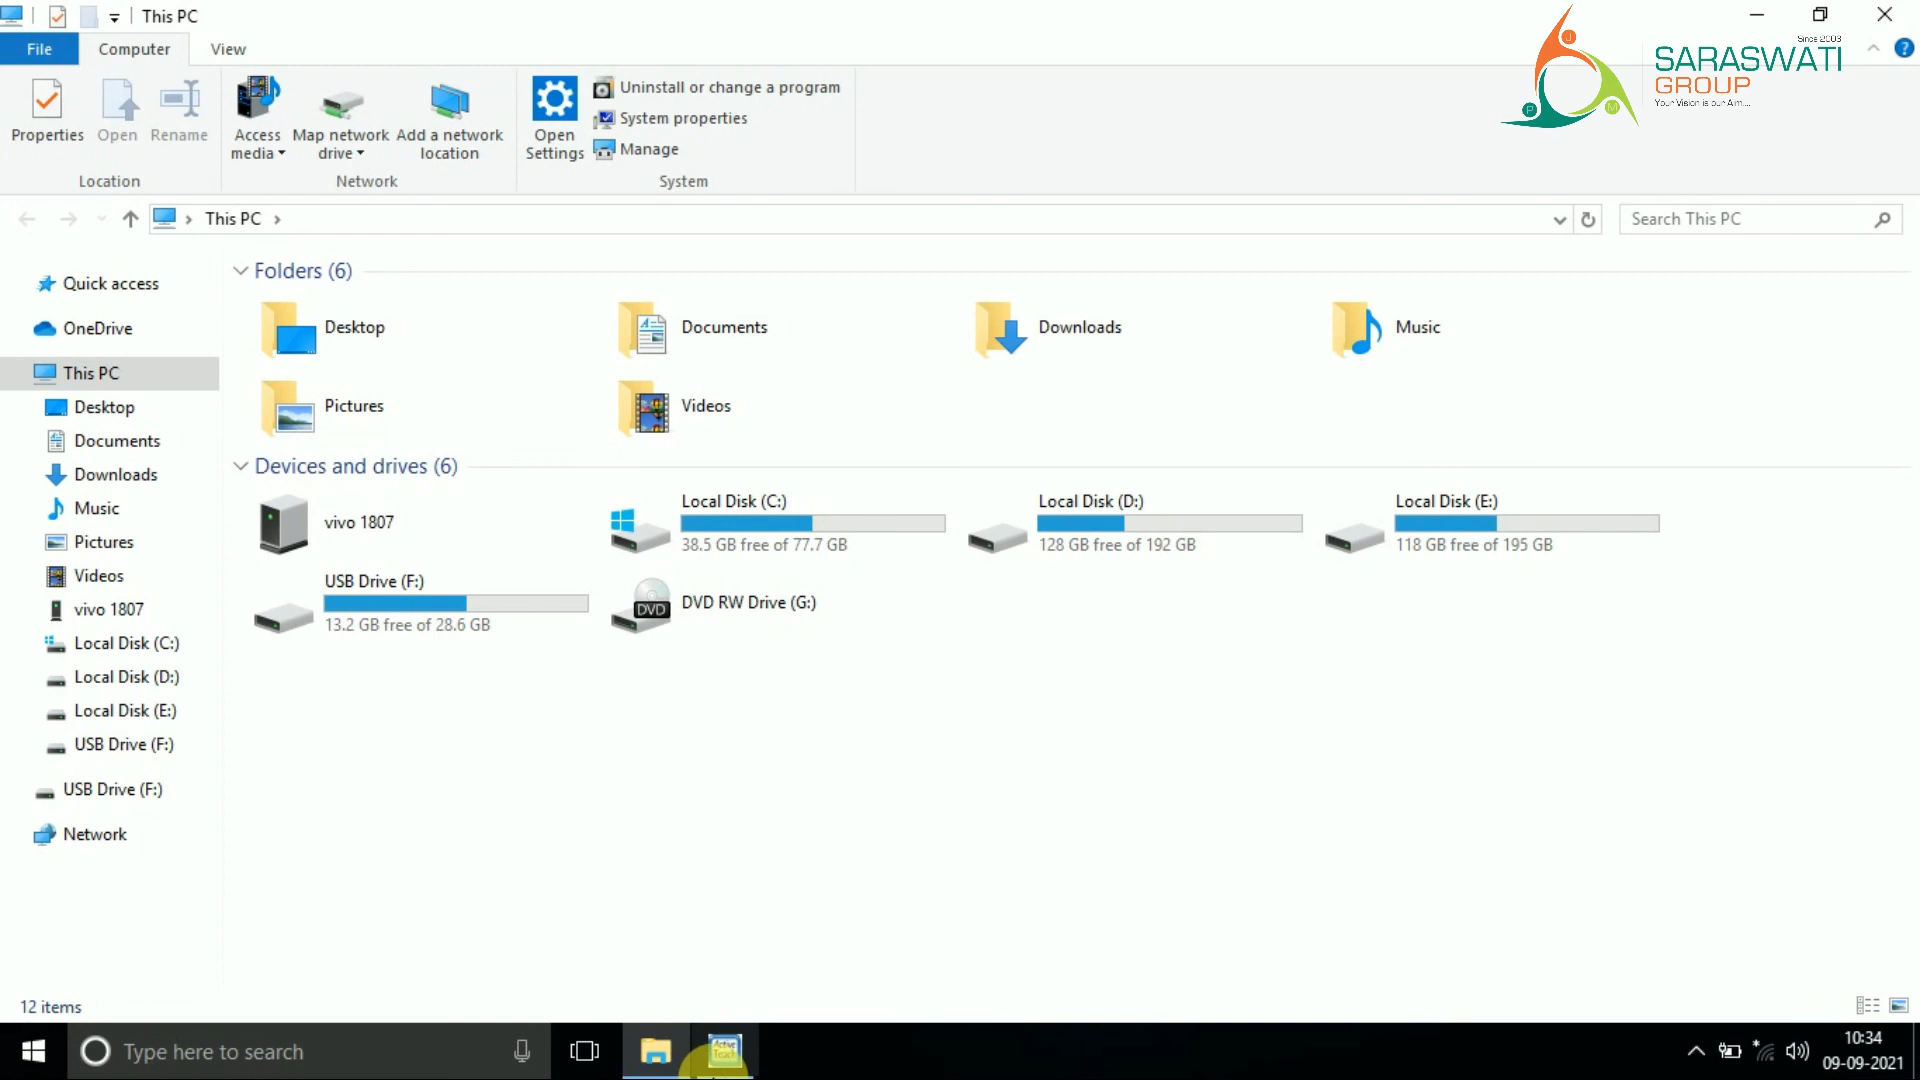 This PC
Since 2003
SARASWATI
GROUP
Your Vision is our Aim....
J
P
M
File
Computer
View
?
Properties
Open
Rename
Access
media
Map network
drive
Add a network
location
Open
Settings
Uninstall or change a program
System properties
Manage
Location
Network
System
This PC
Search This PC
Quick access
OneDrive
This PC
Desktop
Documents
Downloads
Music
Pictures
Videos
vivo 1807
Local Disk (C:)
Local Disk (D:)
Local Disk (E:)
USB Drive (F:)
USB Drive (F:)
Network
Folders (6)
Desktop
Documents
Downloads
Music
Pictures
Videos
Devices and drives (6)
vivo 1807
Local Disk (C:)
38.5 GB free of 77.7 GB
Local Disk (D:)
128 GB free of 192 GB
Local Disk (E:)
118 GB free of 195 GB
USB Drive (F:)
13.2 GB free of 28.6 GB
DVD
DVD RW Drive (G:)
12 items
Type here to search
Active
Teach
10:34
09-09-2021